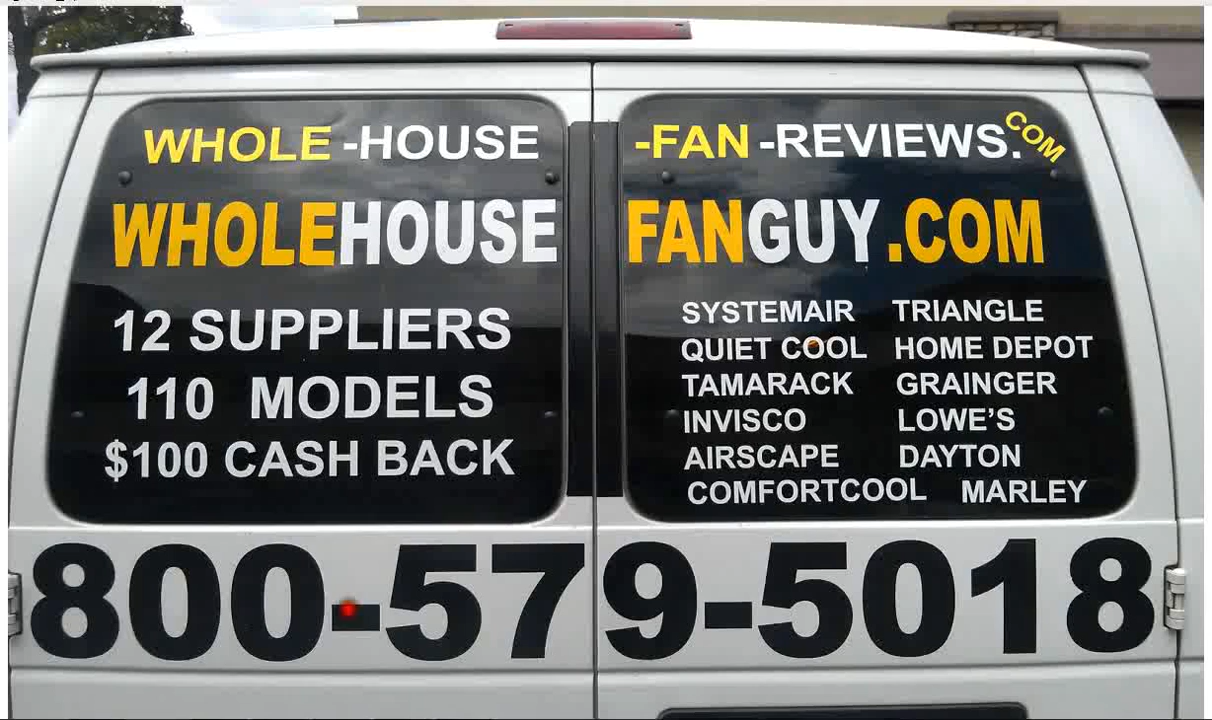 WHOLE -HOUSE -FAN -REVIEWS.COM
WHOLEHOUSE FANGUY.COM
12 SUPPLIERS
110 MODELS
$100 CASH BACK
SYSTEMAIR TRIANGLE
QUIET COOL HOME DEPOT
TAMARACK GRAINGER
INVISCO LOWE'S
AIRSCAPE DAYTON
COMFORTCOOL MARLEY
800-579-5018